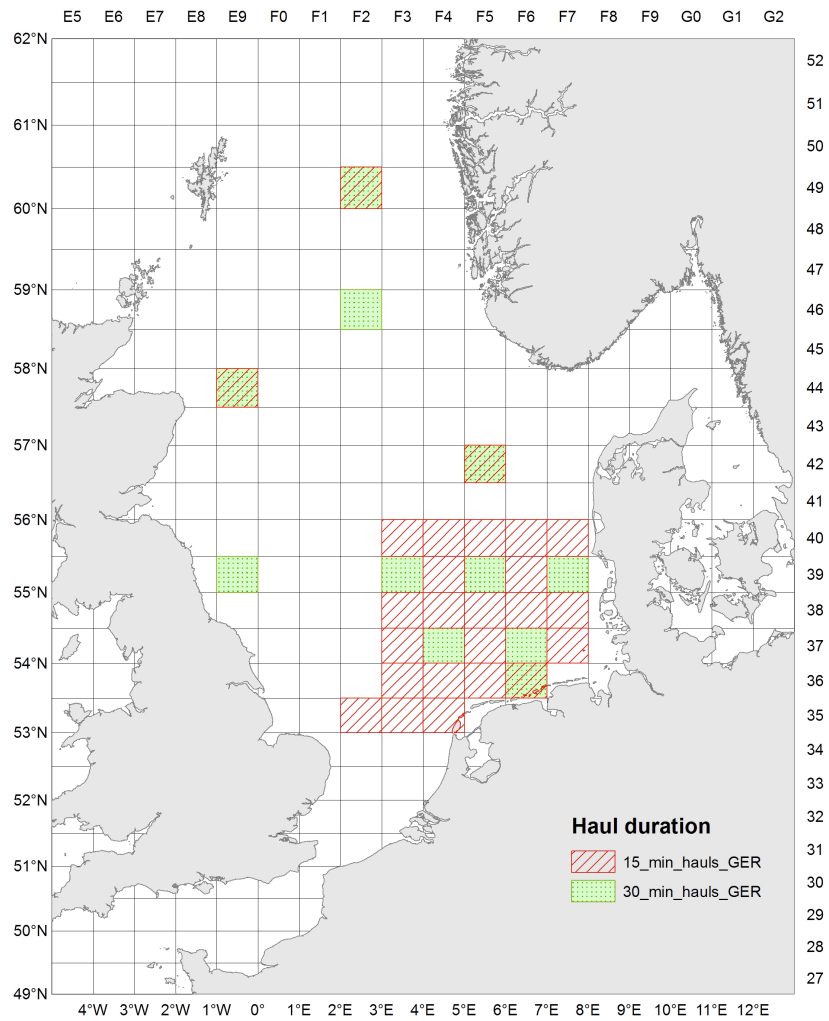 E5 E6 E7 E8 E9 F0 F1 F2 F3 F4 F5 F6 F7 F8 F9 G0 G1 G2
62°N
52
51
61°N
50
49
60°N
48
47
59°N
46
45
58°N
44
43
57°N
42
41
56°N
40
39
55°N
38
37
54°N
36
35
53°N
34
33
52°N
32
Haul duration
31
15_min_hauls_GER
51°N
30
30_min_hauls_GER
29
50°N
28
27
49°N
4°W 3°W 2°W 1°W 0° 1°E 2°E 3°E 4°E 5°E 6°E 7°E 8°E 9°E 10°E 11°E 12°E